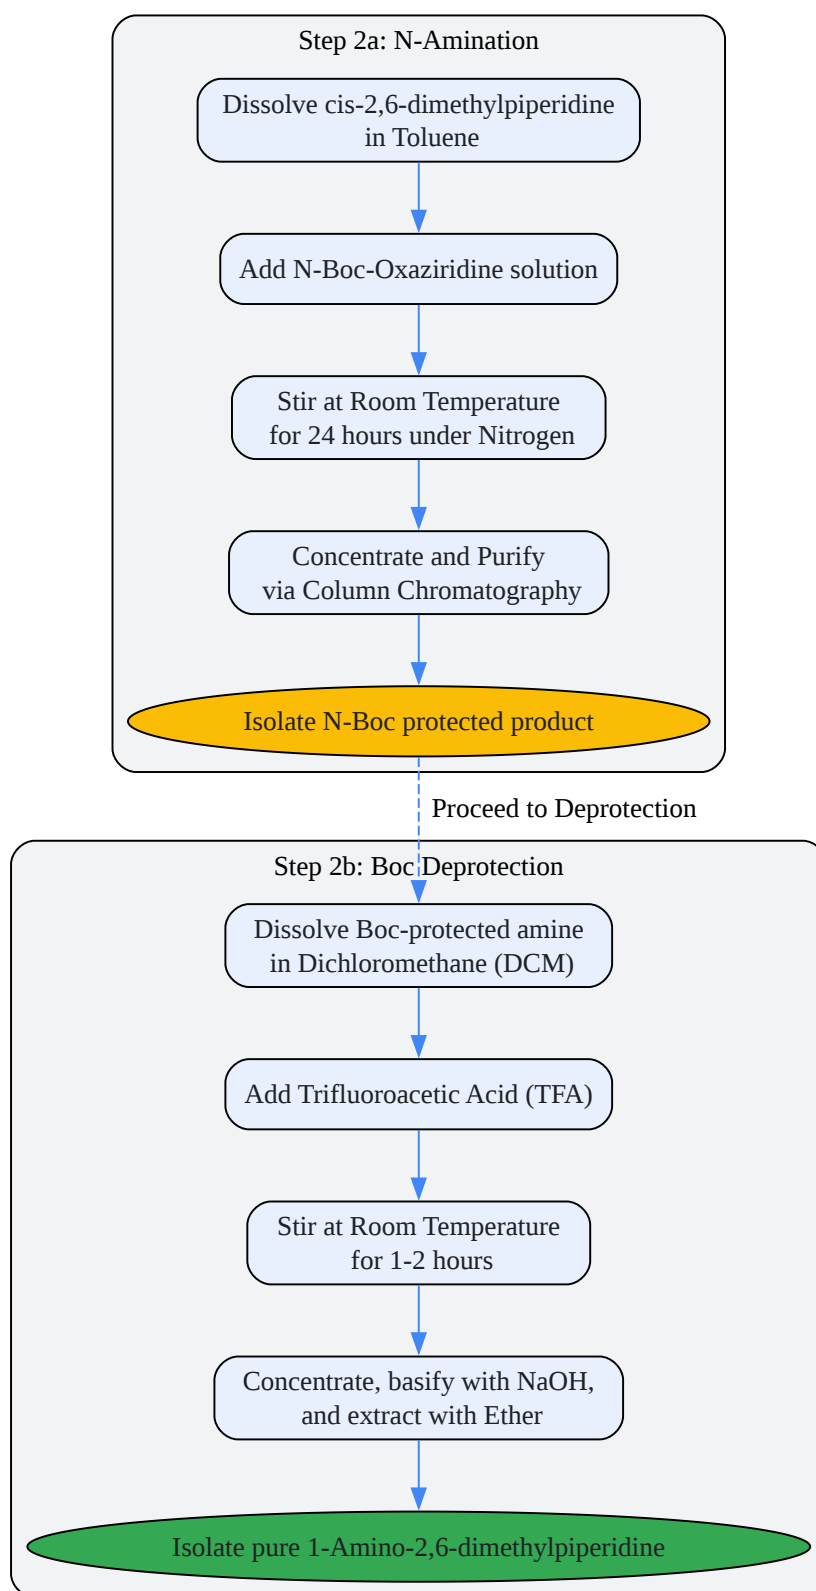 Step 2a: N-Amination
Dissolve cis-2,6-dimethylpiperidine
in Toluene
Add N-Boc-Oxaziridine solution
Stir at Room Temperature
for 24 hours under Nitrogen
Concentrate and Purify
via Column Chromatography
Isolate N-Boc protected product
Proceed to Deprotection
Step 2b: Boc Deprotection
Dissolve Boc-protected amine
in Dichloromethane (DCM)
Add Trifluoroacetic Acid (TFA)
Stir at Room Temperature
for 1-2 hours
Concentrate, basify with NaOH,
and extract with Ether
Isolate pure 1-Amino-2,6-dimethylpiperidine